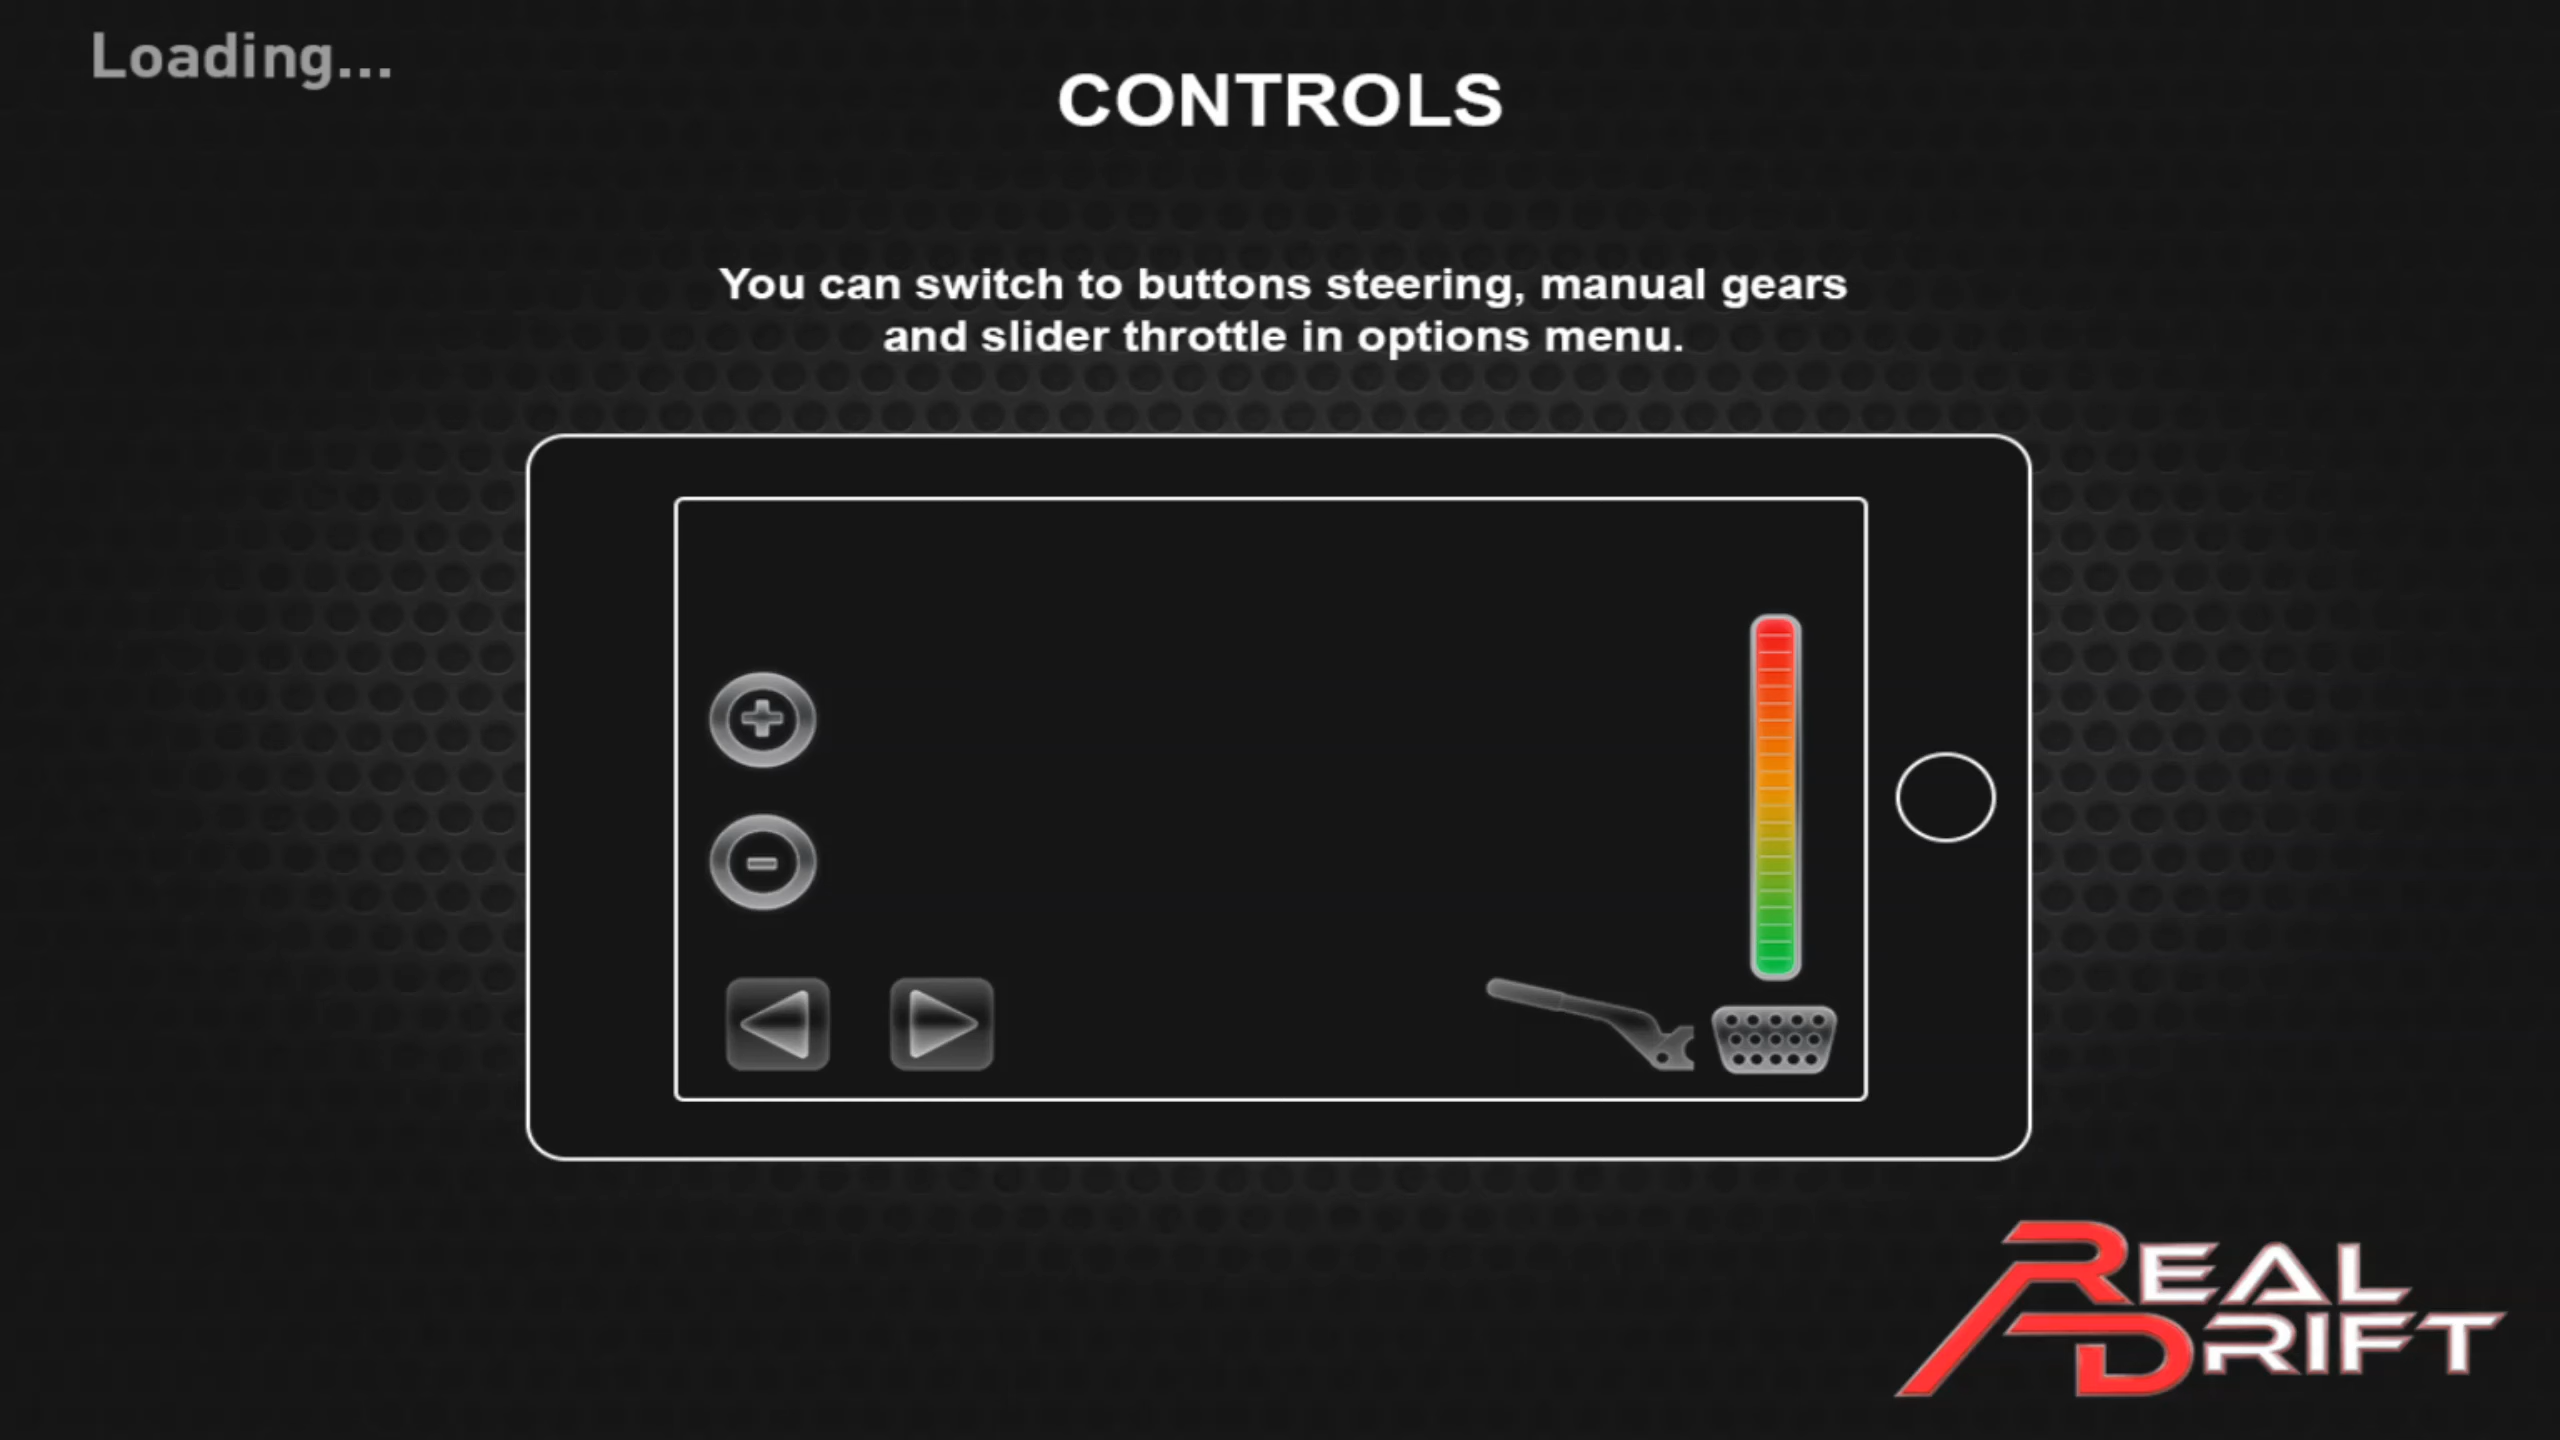 Loading...
CONTROLS
You can switch to buttons steering, manual gears
and slider throttle in options menu.
REAL
DRIFT